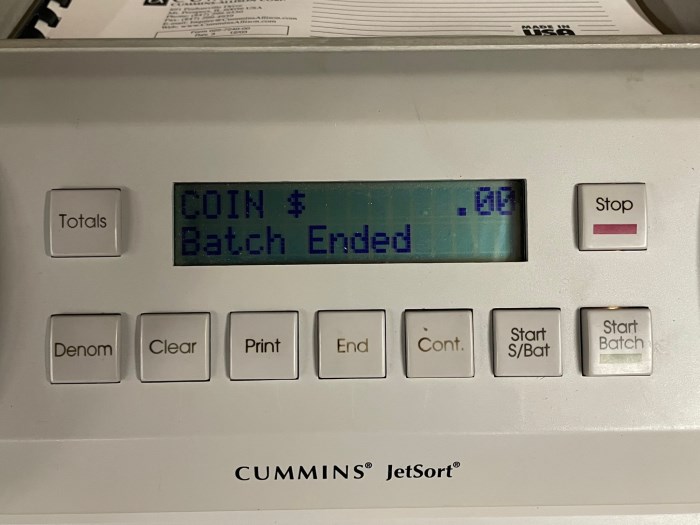 MADE IN
USA
Totals
COIN $ .00
Batch Ended
Stop
Denom
Clear
Print
End
Cont.
Start
S/Bat
Start
Batch
CUMMINS® JetSort®